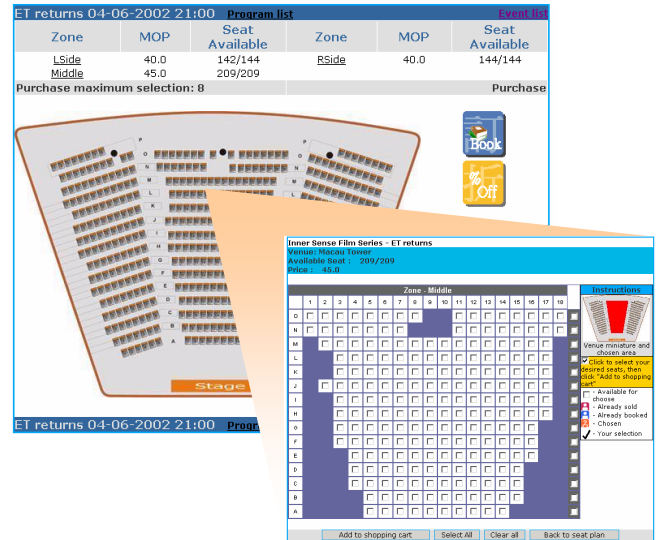 ET returns 04-06-2002 21:00 Program list Event list
Zone MOP Seat Available Zone MOP Seat Available
LSide 40.0 142/144 RSide 40.0 144/144
Middle 45.0 209/209
Purchase maximum selection: 8 Purchase
P
P
O
O
N
N
M
M
L
L
K
J
J
I
H
G
F
E
D
C
B
A
Book
% Off
Stage
ET returns 04-06-2002 21:00 Progr
Inner Sense Film Series - ET returns
Venue: Macau Tower
Available Seat : 209/209
Price : 45.0
Zone - Middle
1 2 3 4 5 6 7 8 9 10 11 12 13 14 15 16 17 18
O
N
M
L
K
J
I
H
G
F
E
D
C
B
A
Instructions
Venue miniature and
chosen area
Click to select your
desired seats, then
click "Add to shopping
cart"
- Available for
choose
- Already sold
- Already booked
- Chosen
- Your selection
Add to shopping cart Select All Clear all Back to seat plan